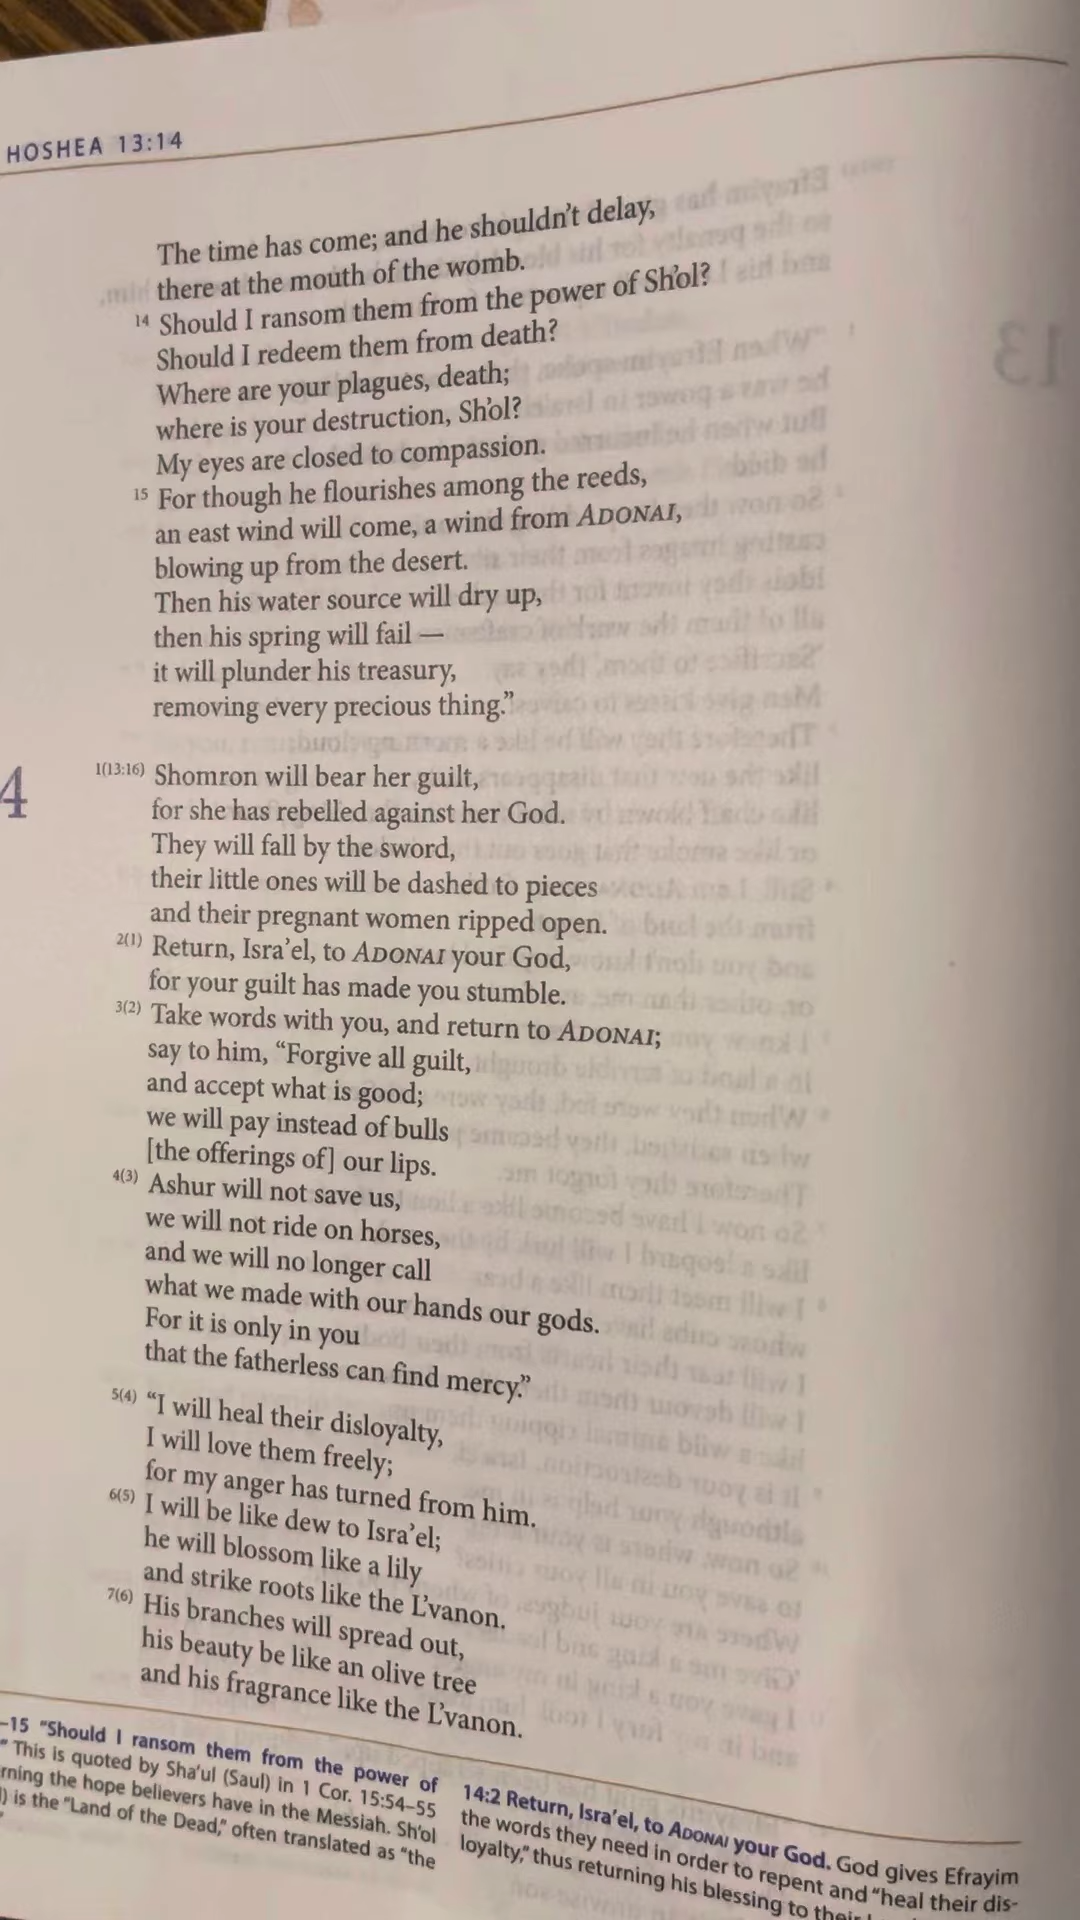 HOSHEA 13:14
The time has come; and he shouldn't delay,
there at the mouth of the womb.
14 Should I ransom them from the power of Sh'ol?
Should I redeem them from death?
Where are your plagues, death;
where is your destruction, Sh'ol?
My eyes are closed to compassion.
15 For though he flourishes among the reeds,
an east wind will come, a wind from ADONAI,
blowing up from the desert.
Then his water source will dry up,
then his spring will fail —
it will plunder his treasury,
removing every precious thing."
4
1(13:16) Shomron will bear her guilt,
for she has rebelled against her God.
They will fall by the sword,
their little ones will be dashed to pieces
and their pregnant women ripped open.
2(1) Return, Isra'el, to ADONAI your God,
for your guilt has made you stumble.
3(2) Take words with you, and return to ADONAI;
say to him, "Forgive all guilt,
and accept what is good;
we will pay instead of bulls
[the offerings of] our lips.
4(3) Ashur will not save us,
we will not ride on horses,
and we will no longer call
what we made with our hands our gods.
For it is only in you
that the fatherless can find mercy."
5(4) "I will heal their disloyalty,
I will love them freely;
for my anger has turned from him.
6(5) I will be like dew to Isra'el;
he will blossom like a lily
and strike roots like the L'vanon.
7(6) His branches will spread out,
his beauty be like an olive tree
and his fragrance like the L'vanon.
–15 "Should I ransom them from the power of
" This is quoted by Sha'ul (Saul) in 1 Cor. 15:54–55
rning the hope believers have in the Messiah. Sh'ol
) is the "Land of the Dead," often translated as "the
14:2 Return, Isra'el, to ADONAI your God. God gives Efrayim
the words they need in order to repent and "heal their dis-
loyalty," thus returning his blessing to their